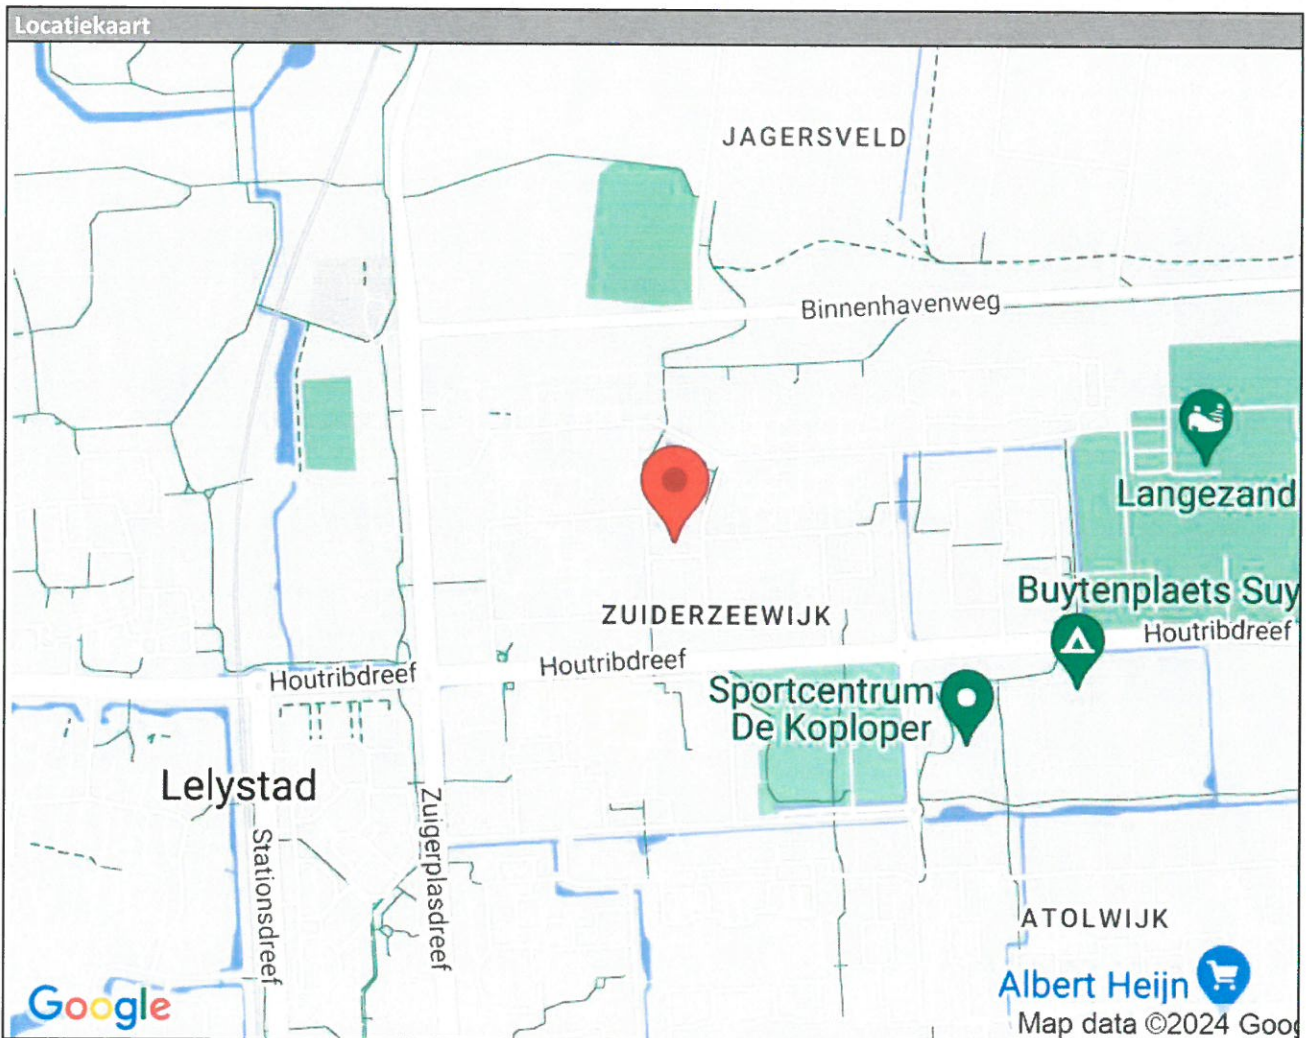 Locatiekaart
JAGERSVELD
Binnenhavenweg
Langezand
Buytenplaets Suy
ZUIDERZEEWIJK
Houtribdreef
Houtribdreef
Houtribdreef
Sportcentrum
De Koploper
Lelystad
Zuigerplasdreef
Stationsdreef
ATOLWIJK
Albert Heijn
Google
Map data ©2024 Goog